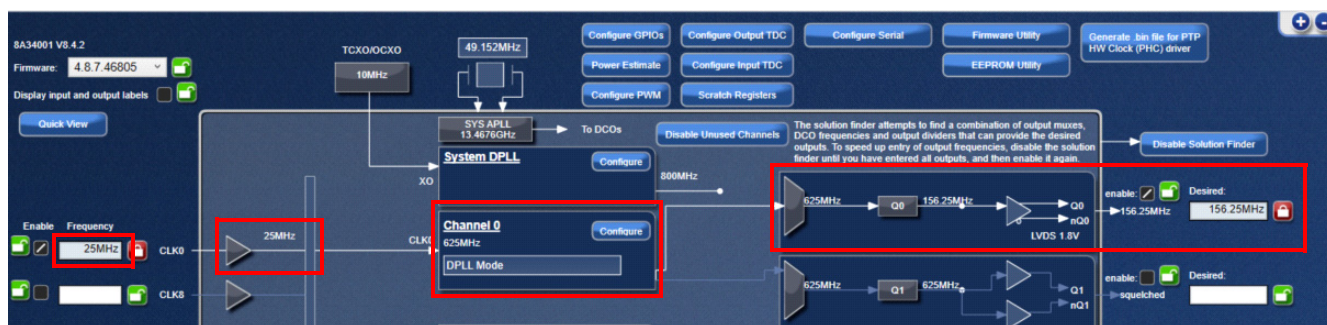 8A34001 V8.4.2
Firmware: 4.8.7.46805
Display input and output labels
Quick View
TCXO/OCXO
10MHz
49.152MHz
SYS APLL
13.4676GHz
To DCOs
Configure GPIOs
Configure Output TDC
Configure Serial
Firmware Utility
Generate .bin file for PTP
HW Clock (PHC) driver
Power Estimate
Configure Input TDC
EEPROM Utility
Configure PWM
Scratch Registers
Disable Unused Channels
The solution finder attempts to find a combination of output muxes,
DCO frequencies and output dividers that can provide the desired
outputs. To speed up entry of output frequencies, disable the solution
finder until you have entered all outputs, and then enable it again.
Disable Solution Finder
System DPLL
Configure
XO
800MHz
Enable Frequency
25MHz
CLK0
25MHz
Channel 0
Configure
625MHz
DPLL Mode
625MHz
Q0
156.25MHz
Q0
nQ0
LVDS 1.8V
enable:
Desired:
156.25MHz
156.25MHz
CLK8
625MHz
Q1
625MHz
Q1
nQ1
enable:
Desired:
squelched